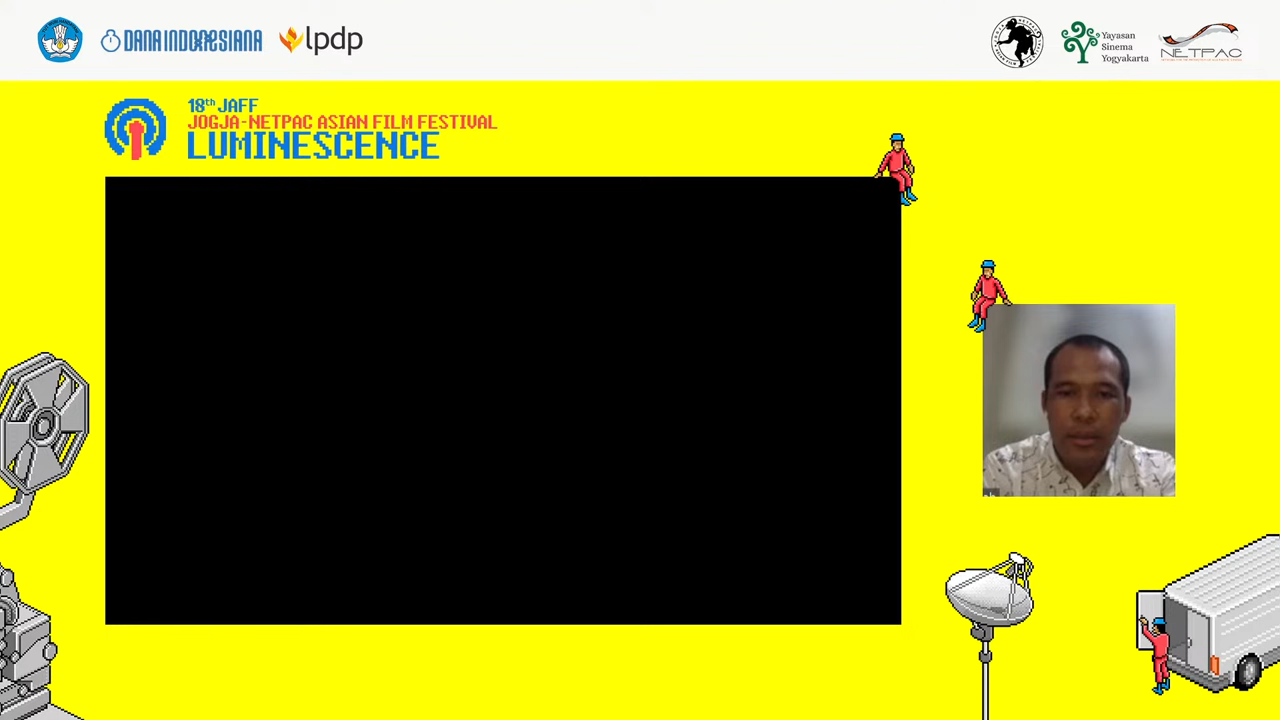 DANA INDONESIANA
lpdp
Yayasan
Sinema
Yogyakarta
NETPAC
18th JAFF
JOGJA-NETPAC ASIAN FILM FESTIVAL
LUMINESCENCE